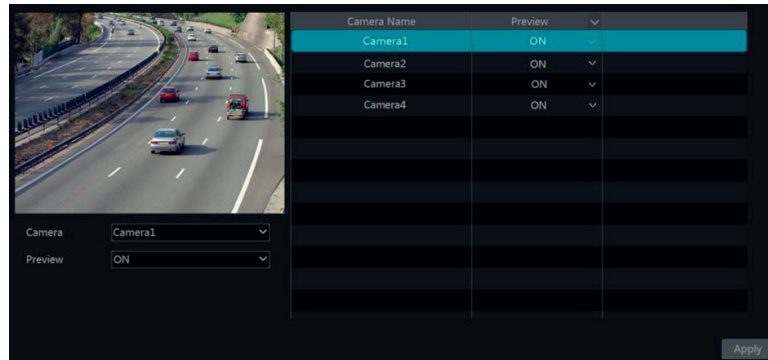 Camera Name Preview
Camera1 ON
Camera2 ON
Camera3 ON
Camera4 ON
Camera Camera1
Preview ON
Apply